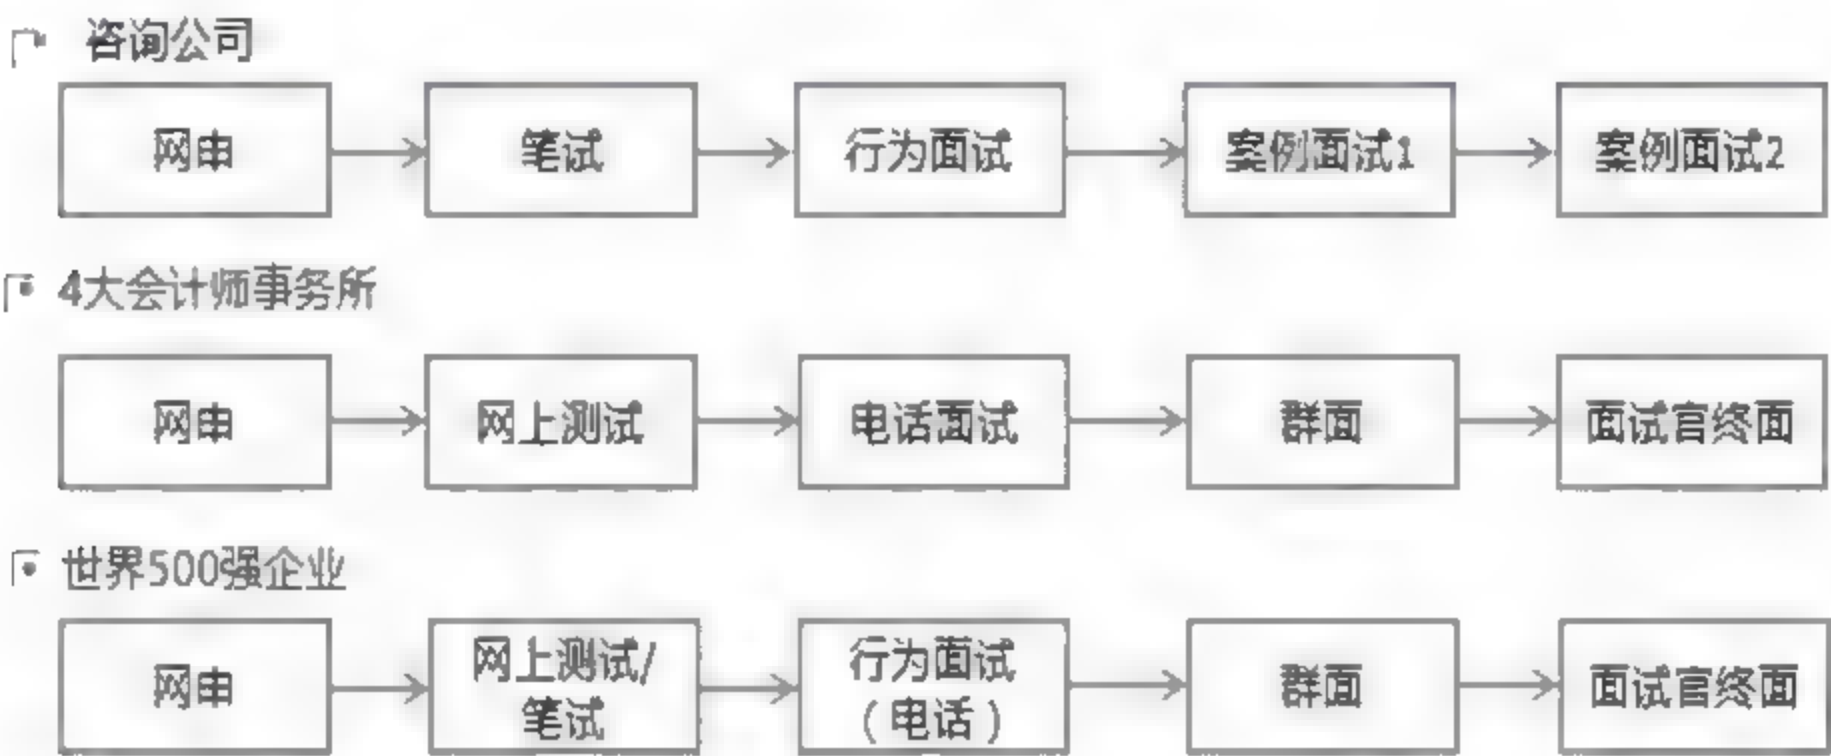 咨询公司
网申
笔试
行为面试
案例面试1
案例面试2
4大会计师事务所
网申
网上测试
电话面试
群面
面试官终面
世界500强企业
网申
网上测试/
笔试
行为面试
（电话）
群面
面试官终面